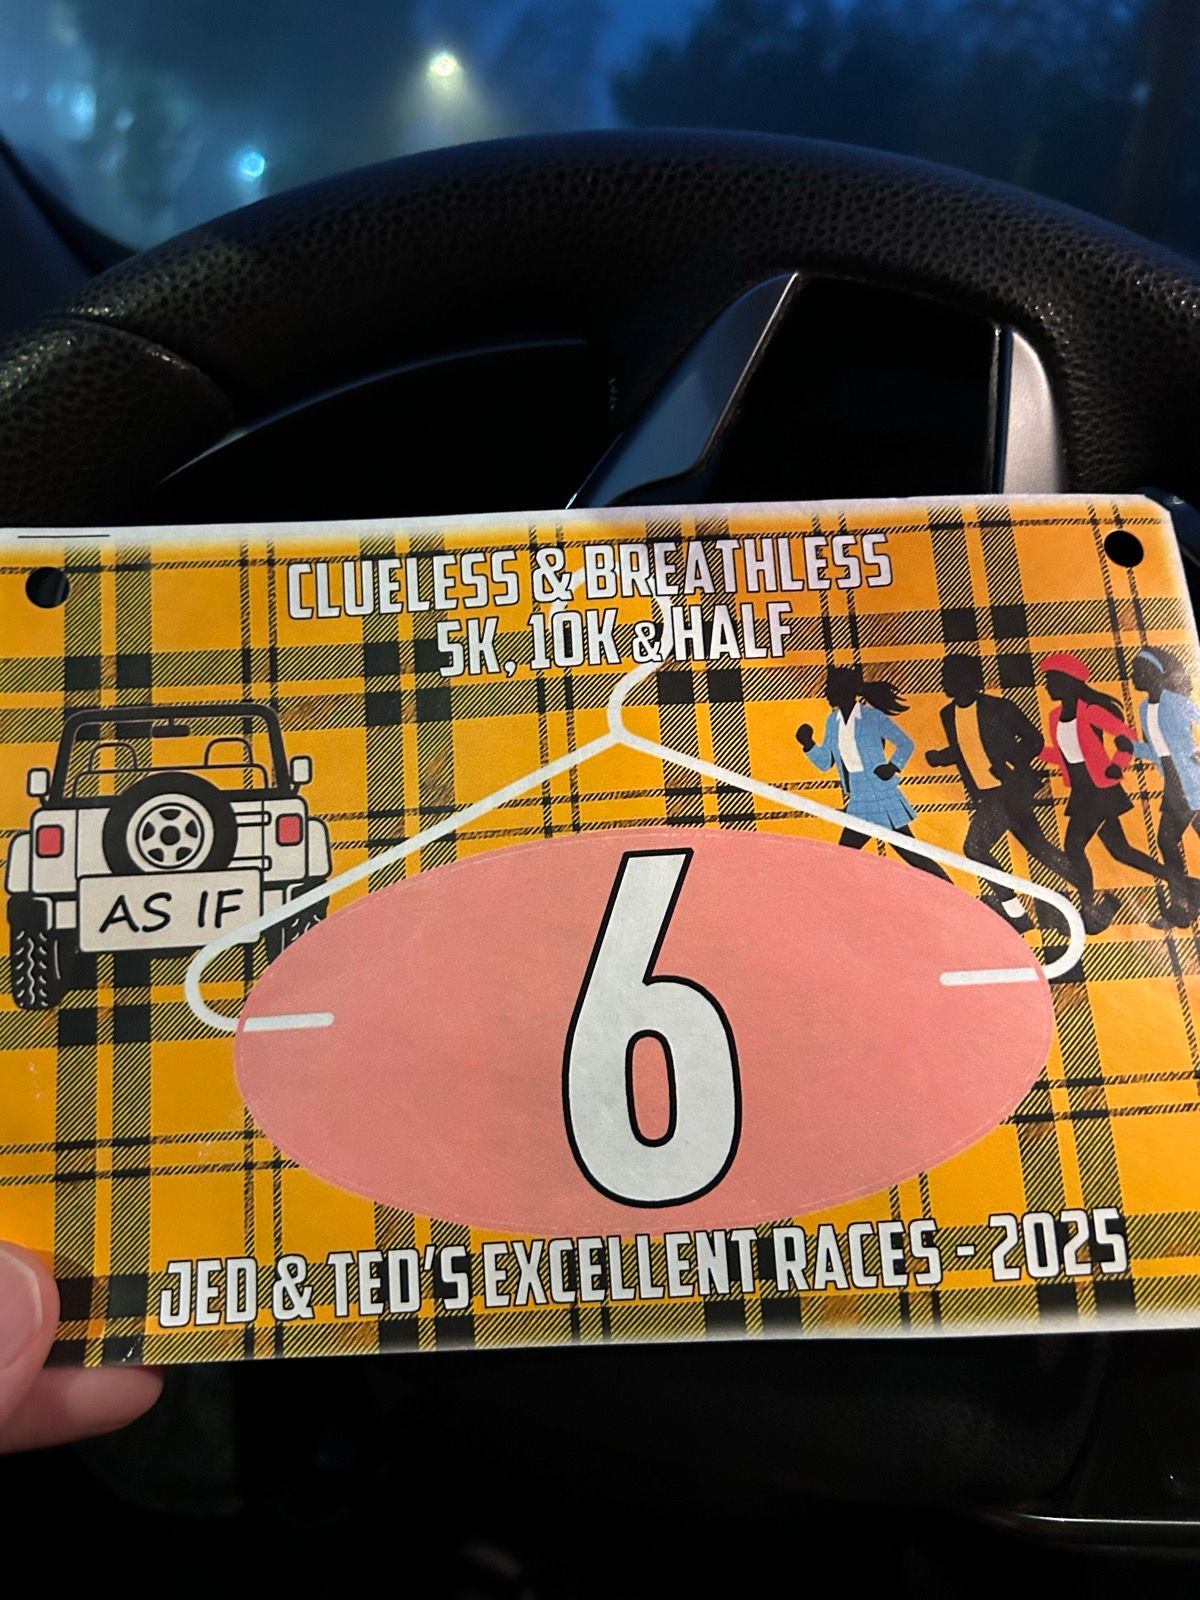 CLUELESS & BREATHLESS
5K, 10K & HALF
AS IF
6
JED & TED'S EXCELLENT RACES - 2025